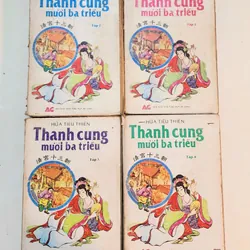 Thanh cung
mười ba triều
Tập 2
Thanh cung
mười ba triều
AC
AC
HỨA TIẾU THIÊN
Thanh cung
mười ba triều
清宮十三朝
Tập 1
HỨA TIẾU THIÊN
Thanh cung
mười ba triều
清宮十三朝
Tập 4